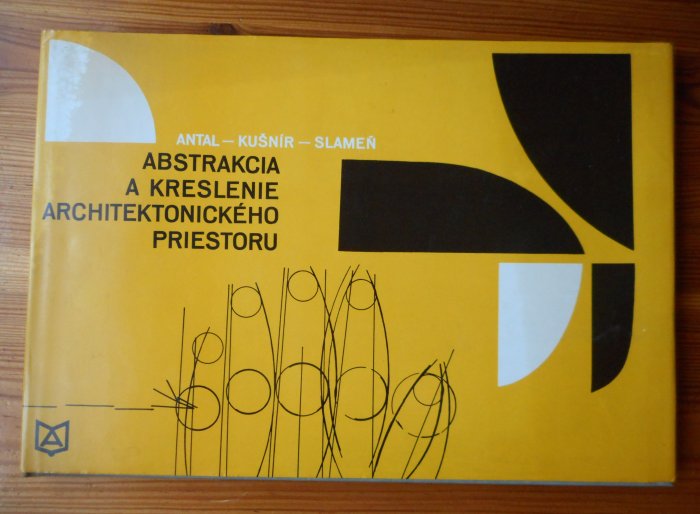 ANTAL – KUŠNÍR – SLAMEŇ
ABSTRAKCIA
A KRESLENIE
ARCHITEKTONICKÉHO
PRIESTORU